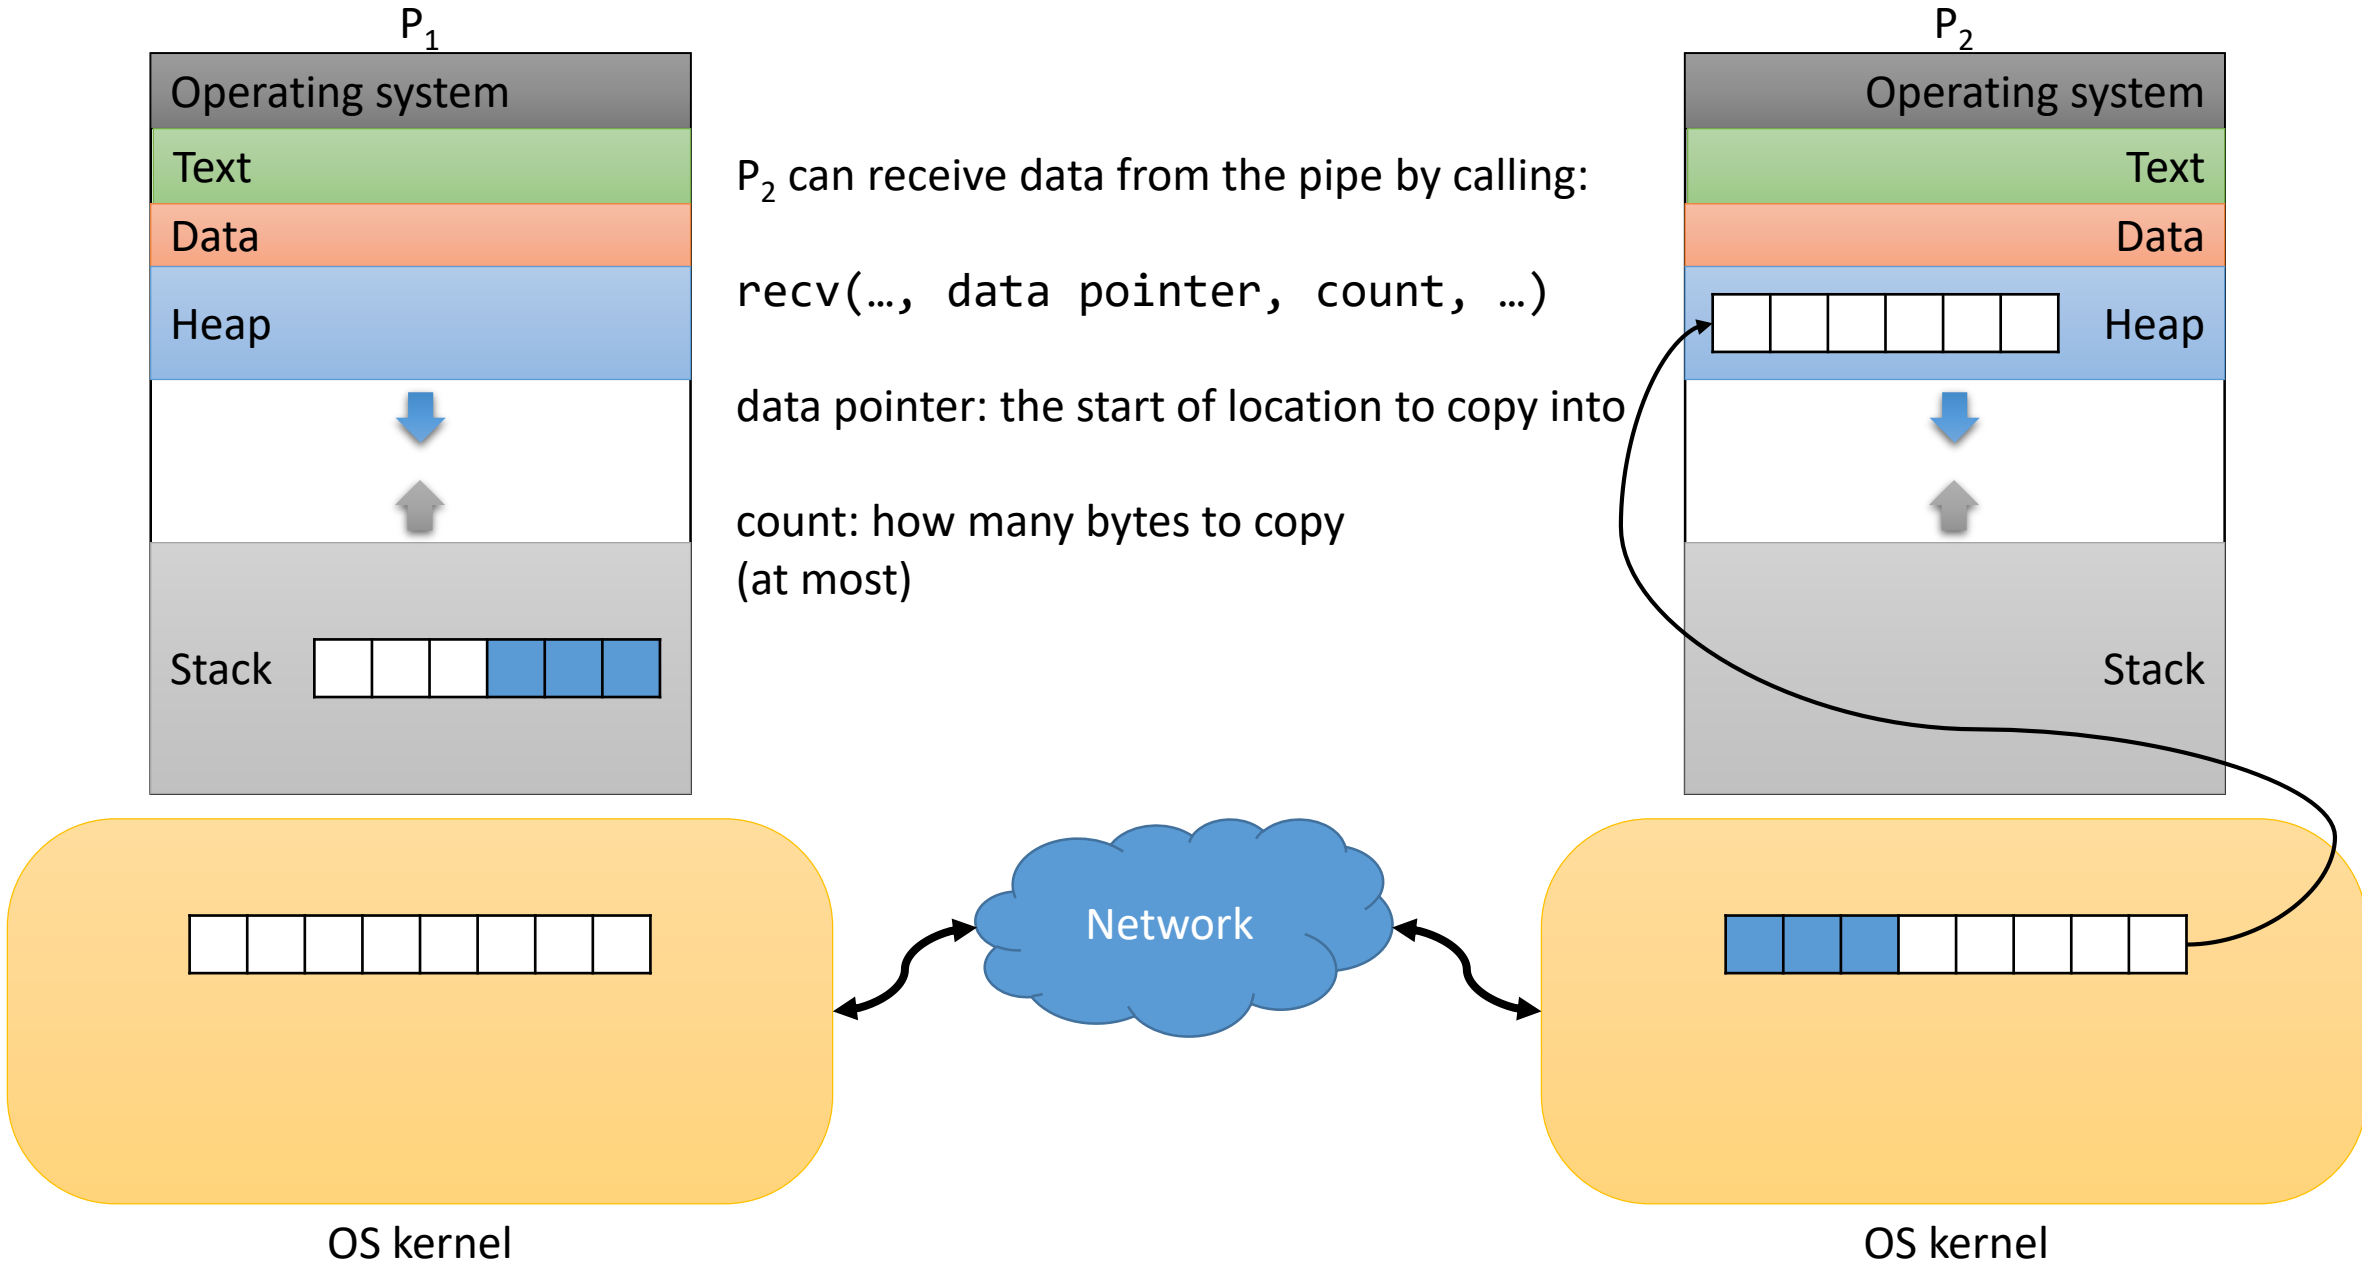 P₁
Operating system
Text
Data
Heap
Stack
P₂ can receive data from the pipe by calling:
recv(…, data pointer, count, …)
data pointer: the start of location to copy into
count: how many bytes to copy
(at most)
P₂
Operating system
Text
Data
Heap
Stack
Network
OS kernel
OS kernel